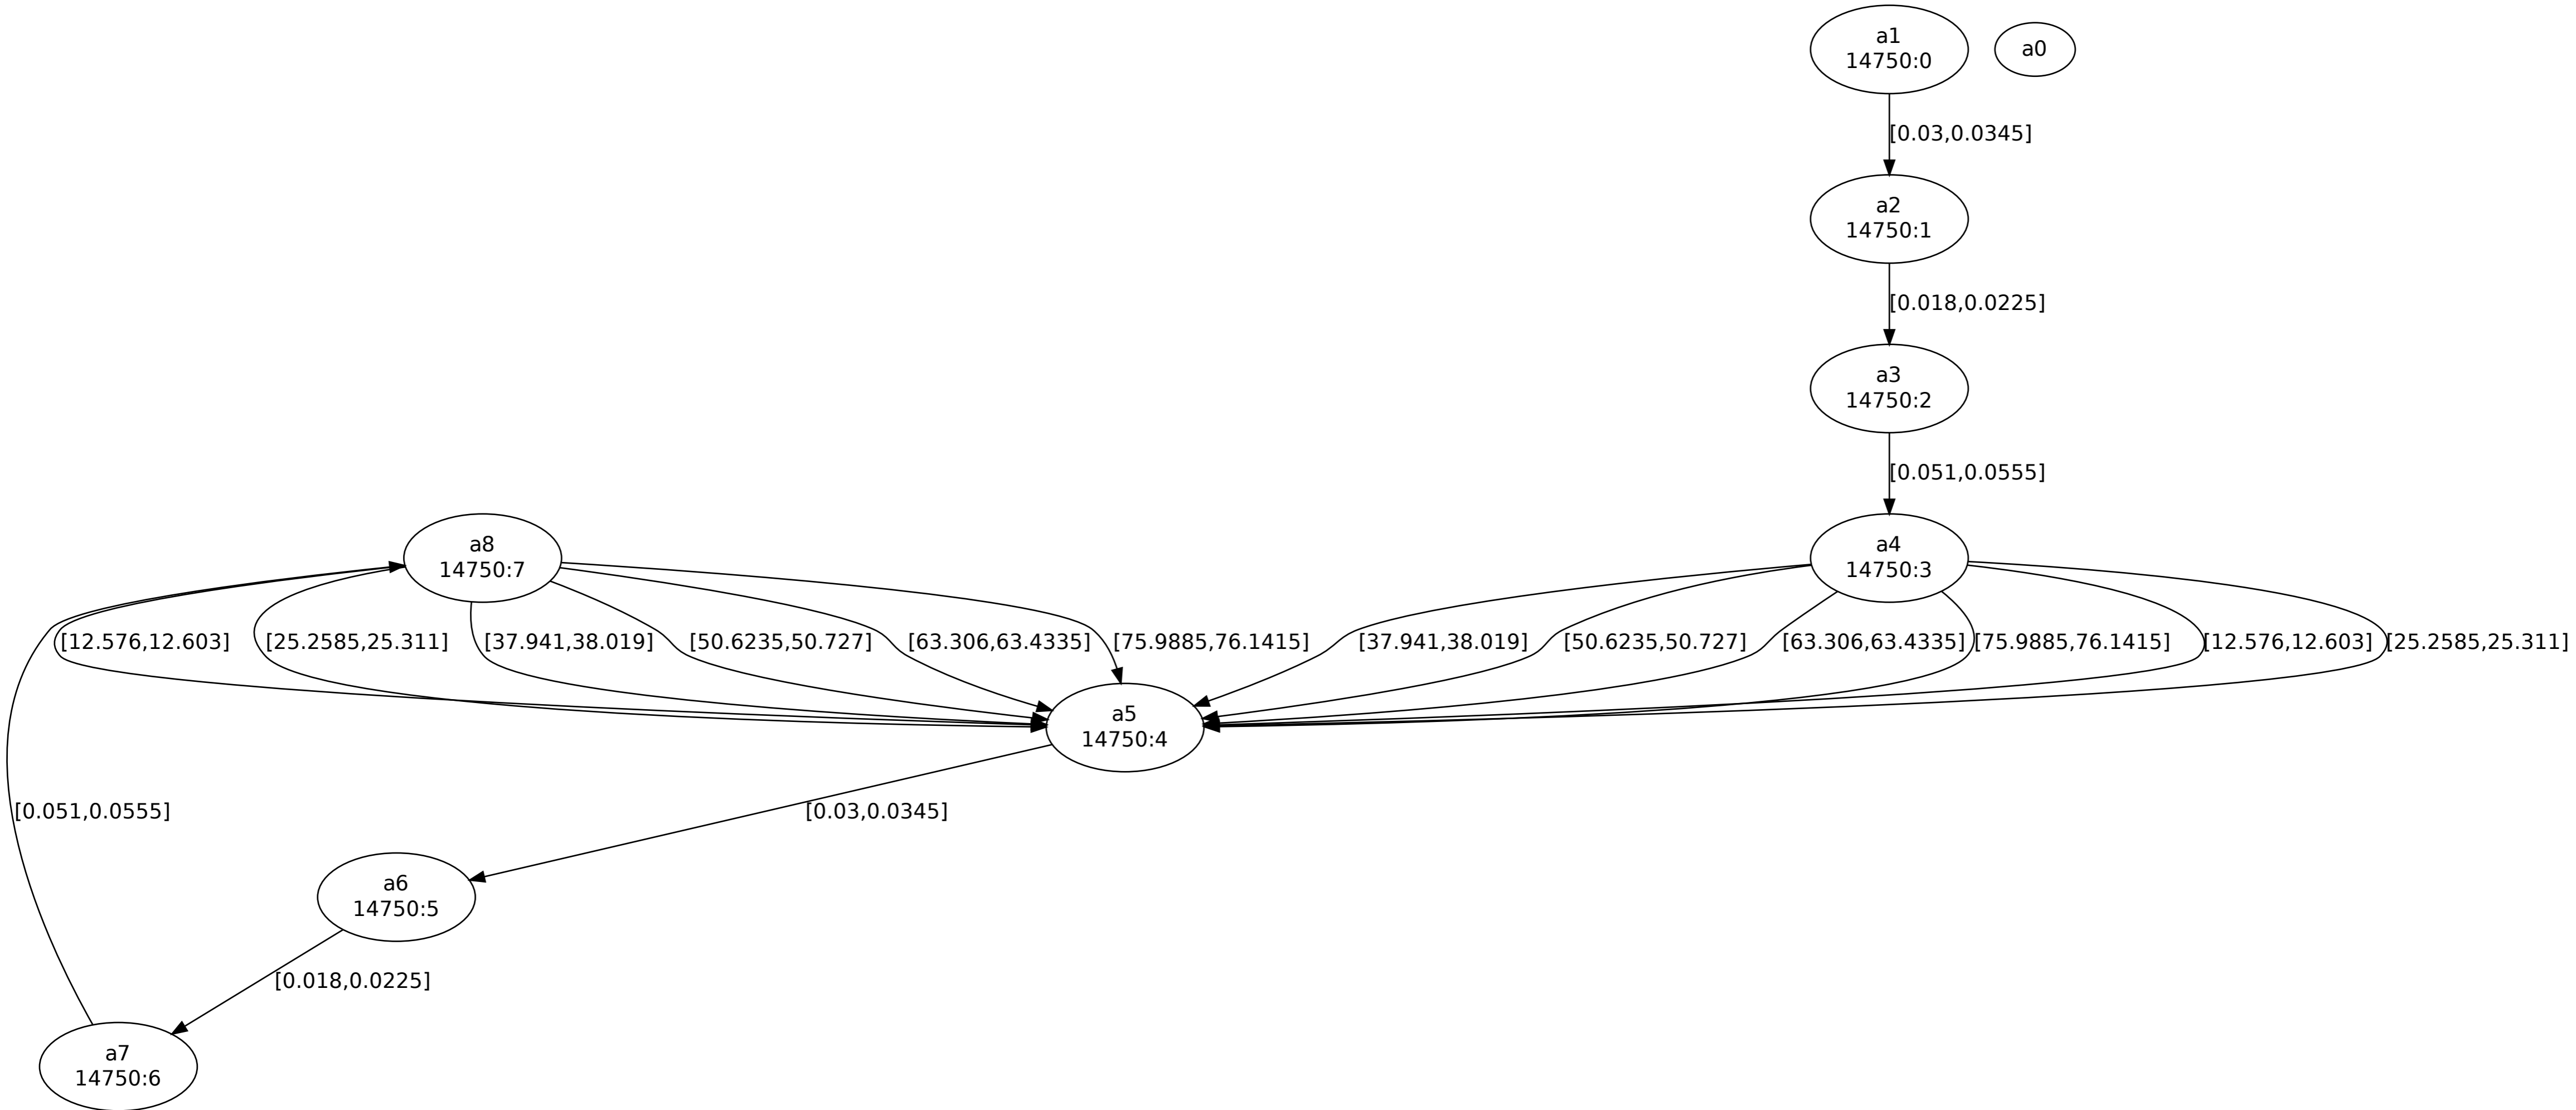 a1
14750:0
a0
[0.03,0.0345]
a2
14750:1
[0.018,0.0225]
a3
14750:2
[0.051,0.0555]
a8
14750:7
a4
14750:3
[12.576,12.603]
[25.2585,25.311]
[37.941,38.019]
[50.6235,50.727]
[63.306,63.4335]
[75.9885,76.1415]
[37.941,38.019]
[50.6235,50.727]
[63.306,63.4335]
[75.9885,76.1415]
[12.576,12.603]
[25.2585,25.311]
a5
14750:4
[0.051,0.0555]
[0.03,0.0345]
a6
14750:5
[0.018,0.0225]
a7
14750:6